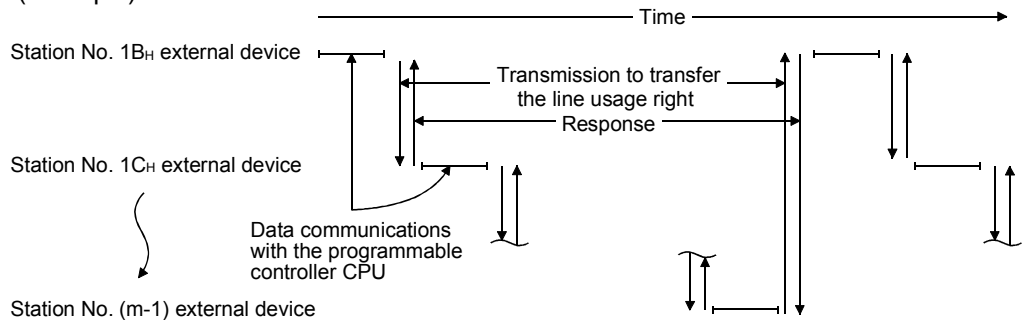 Time
Station No. 1BH external device
Transmission to transfer
the line usage right
Response
Station No. 1CH external device
Data communications
with the programmable
controller CPU
Station No. (m-1) external device